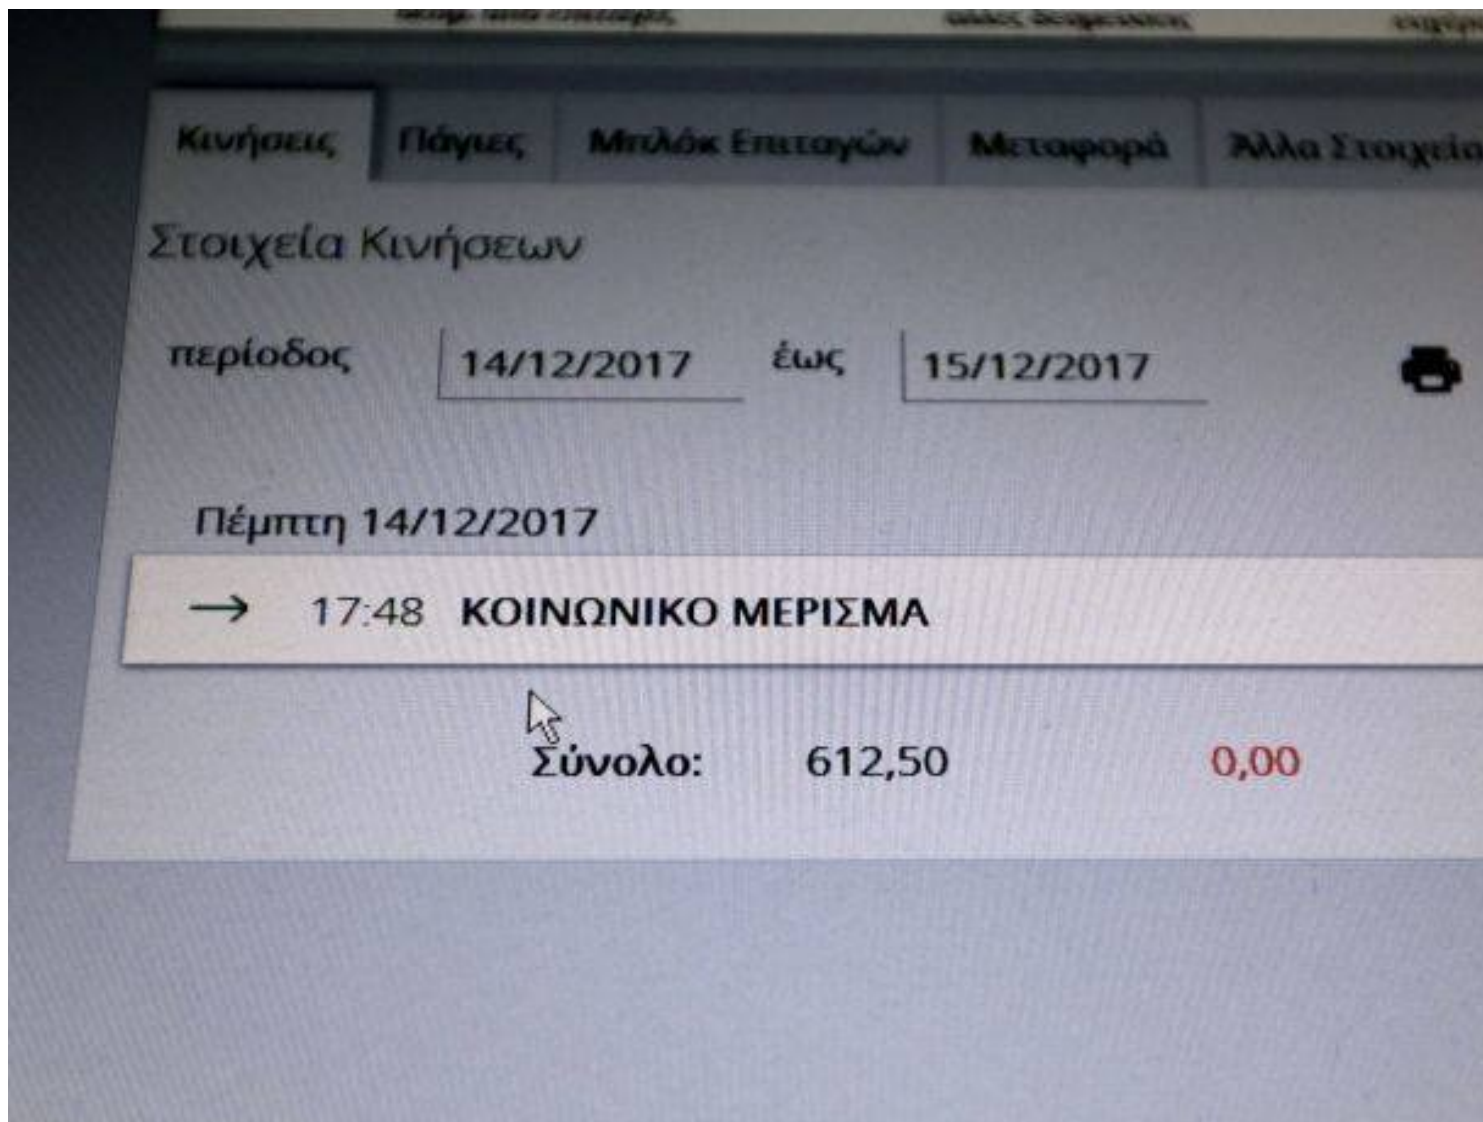 Κινήσεις Πάγιες Μπλόκ Επιταγών Μεταφορά Άλλα Στοιχεία
Στοιχεία Κινήσεων
περίοδος 14/12/2017 έως 15/12/2017
Πέμπτη 14/12/2017
→ 17:48 ΚΟΙΝΩΝΙΚΟ ΜΕΡΙΣΜΑ
Σύνολο: 612,50 0,00